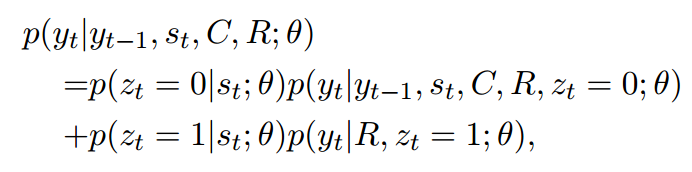 p(y_t|y_{t−1}, s_t, C, R; θ)
=p(z_t = 0|s_t; θ)p(y_t|y_{t−1}, s_t, C, R, z_t = 0; θ)
+p(z_t = 1|s_t; θ)p(y_t|R, z_t = 1; θ),